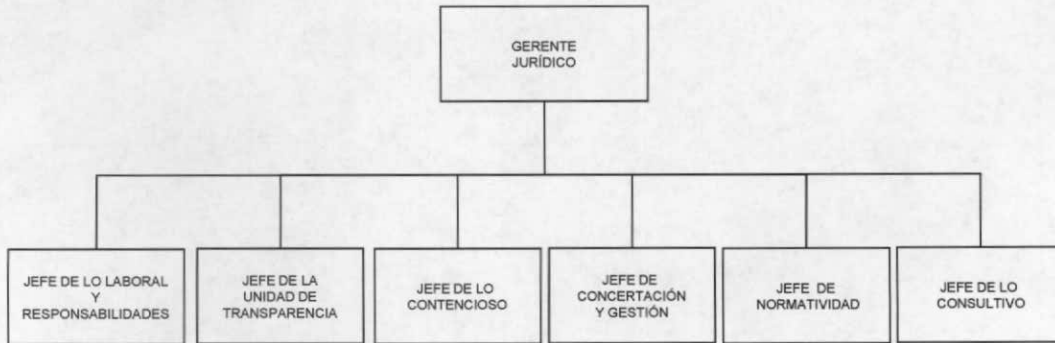 GERENTE
JURÍDICO
JEFE DE LO LABORAL
Y
RESPONSABILIDADES
JEFE DE LA
UNIDAD DE
TRANSPARENCIA
JEFE DE LO
CONTENCIOSO
JEFE DE
CONCERTACIÓN
Y GESTIÓN
JEFE DE
NORMATIVIDAD
JEFE DE LO
CONSULTIVO